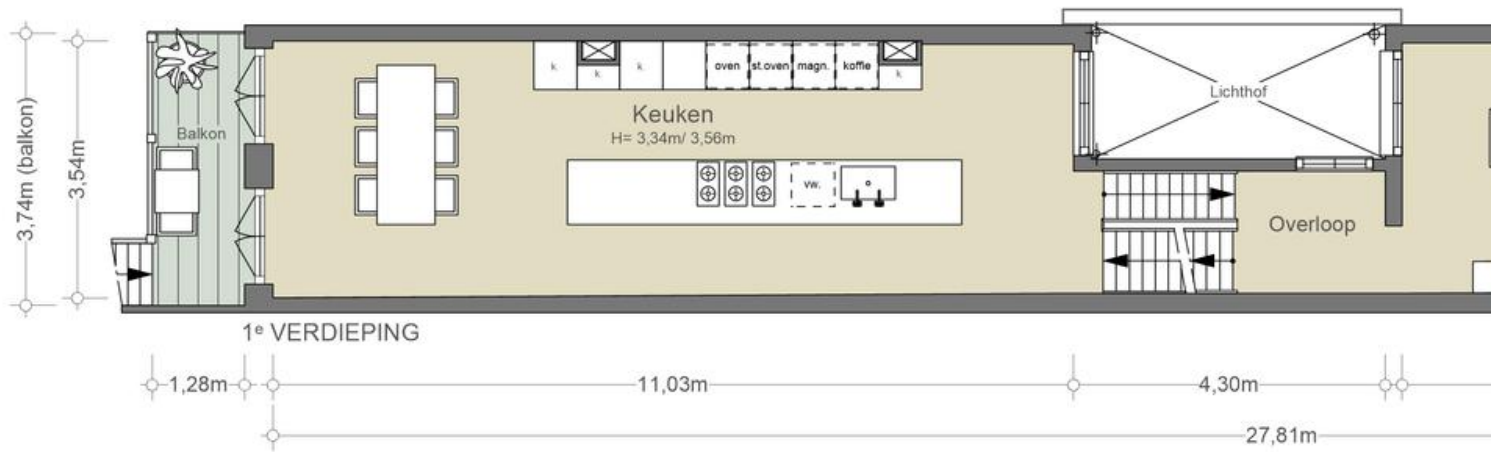 k.
k.
k.
oven
st.oven
magn.
koffie
k.
Keuken
H= 3,34m/ 3,56m
Lichthof
Balkon
vw.
Overloop
3,74m (balkon)
3,54m
1e VERDIEPING
1,28m
11,03m
4,30m
27,81m